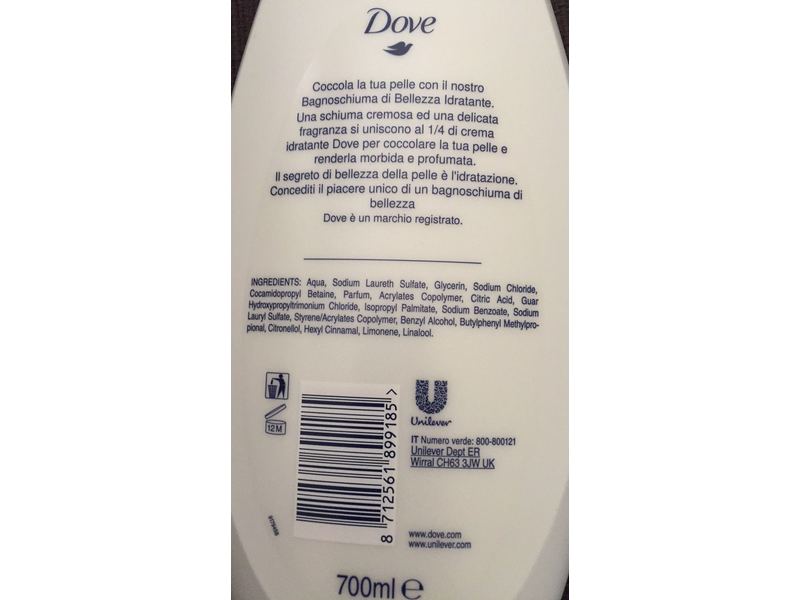 Dove
Coccola la tua pelle con il nostro
Bagnoschiuma di Bellezza Idratante.
Una schiuma cremosa ed una delicata
fragranza si uniscono al 1/4 di crema
idratante Dove per coccolare la tua pelle e
renderla morbida e profumata.
Il segreto di bellezza della pelle è l'idratazione.
Concediti il piacere unico di un bagnoschiuma di
bellezza
Dove è un marchio registrato.
INGREDIENTS: Aqua, Sodium Laureth Sulfate, Glycerin, Sodium Chloride,
Cocamidopropyl Betaine, Parfum, Acrylates Copolymer, Citric Acid, Guar
Hydroxypropyltrimonium Chloride, Isopropyl Palmitate, Sodium Benzoate, Sodium
Lauryl Sulfate, Styrene/Acrylates Copolymer, Benzyl Alcohol, Butylphenyl Methylpro-
pional, Citronellol, Hexyl Cinnamal, Limonene, Linalool.
12M
8 712561 899185 >
Unilever
IT Numero verde: 800-800121
Unilever Dept ER
Wirral CH63 3JW UK
www.dove.com
www.unilever.com
700ml e